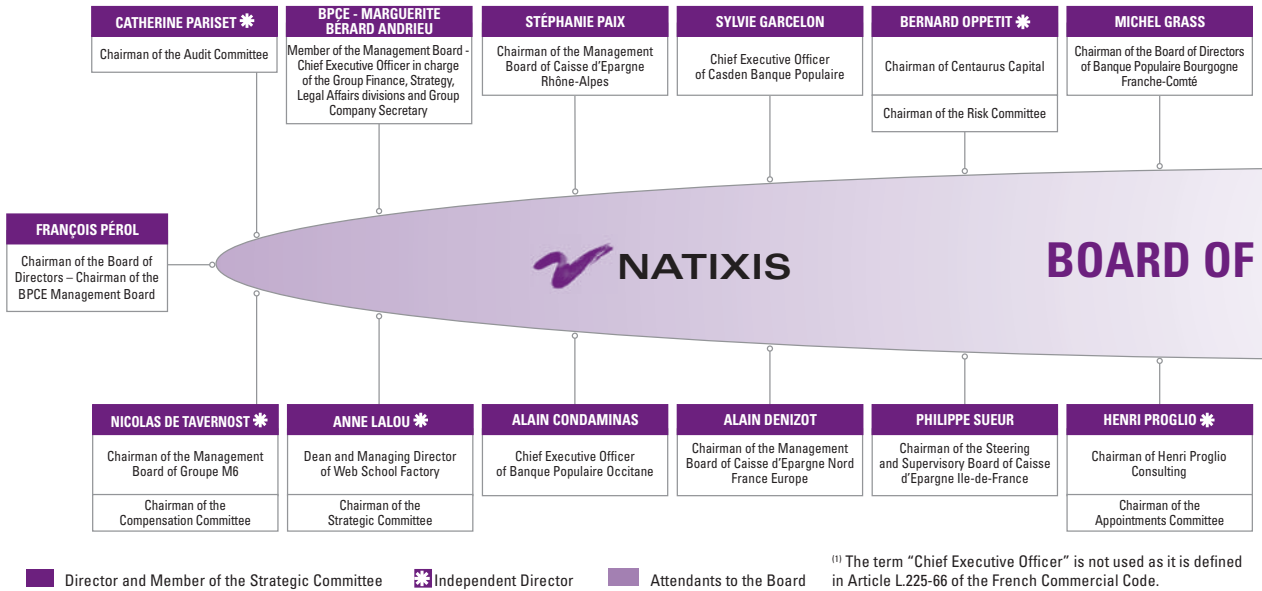 CATHERINE PARISET ✱
Chairman of the Audit Committee
BPCE - MARGUERITE
BÉRARD ANDRIEU
Member of the Management Board -
Chief Executive Officer in charge
of the Group Finance, Strategy,
Legal Affairs divisions and Group
Company Secretary
STÉPHANIE PAIX
Chairman of the Management
Board of Caisse d'Epargne
Rhône-Alpes
SYLVIE GARCELON
Chief Executive Officer
of Casden Banque Populaire
BERNARD OPPETIT ✱
Chairman of Centaurus Capital
Chairman of the Risk Committee
MICHEL GRASS
Chairman of the Board of Directors
of Banque Populaire Bourgogne
Franche-Comté
FRANÇOIS PÉROL
Chairman of the Board of
Directors – Chairman of the
BPCE Management Board
NATIXIS
BOARD OF
NICOLAS DE TAVERNOST ✱
Chairman of the Management
Board of Groupe M6
Chairman of the
Compensation Committee
ANNE LALOU ✱
Dean and Managing Director
of Web School Factory
Chairman of the
Strategic Committee
ALAIN CONDAMINAS
Chief Executive Officer
of Banque Populaire Occitane
ALAIN DENIZOT
Chairman of the Management
Board of Caisse d'Epargne Nord
France Europe
PHILIPPE SUEUR
Chairman of the Steering
and Supervisory Board of Caisse
d'Epargne Ile-de-France
HENRI PROGLIO ✱
Chairman of Henri Proglio
Consulting
Chairman of the
Appointments Committee
Director and Member of the Strategic Committee
✱ Independent Director
Attendants to the Board
(1) The term "Chief Executive Officer" is not used as it is defined
in Article L.225-66 of the French Commercial Code.